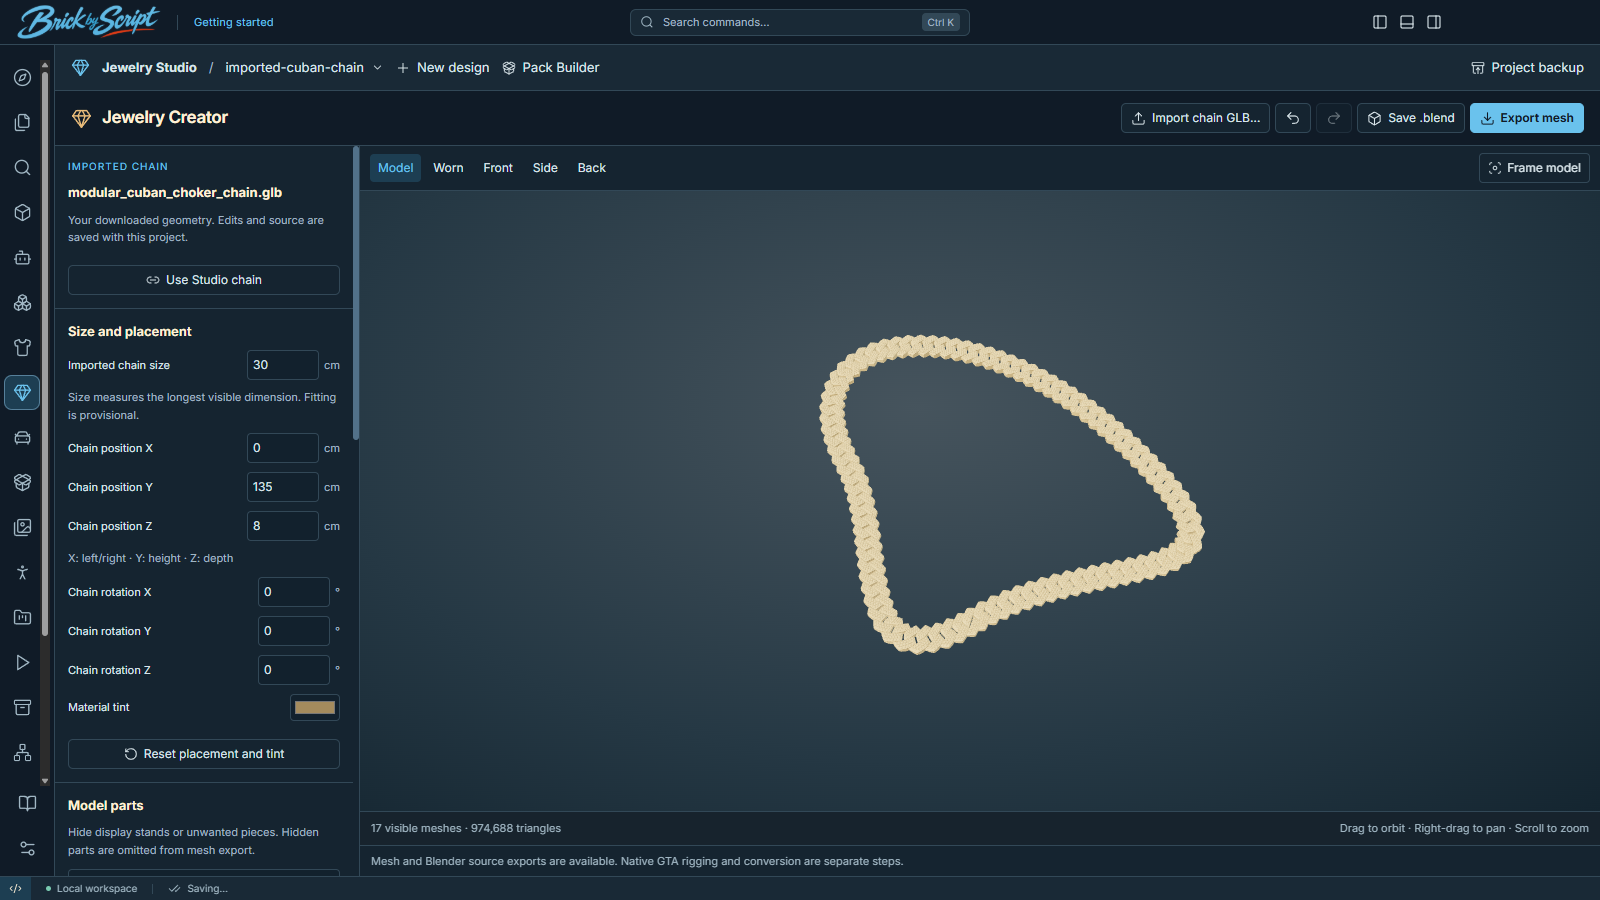 Brick by Script
Getting started
Search commands...
Ctrl K
Jewelry Studio / imported-cuban-chain
New design
Pack Builder
Project backup
Jewelry Creator
Import chain GLB...
Save .blend
Export mesh
IMPORTED CHAIN
modular_cuban_choker_chain.glb
Your downloaded geometry. Edits and source are
saved with this project.
Use Studio chain
Size and placement
Imported chain size 30 cm
Size measures the longest visible dimension. Fitting
is provisional.
Chain position X 0 cm
Chain position Y 135 cm
Chain position Z 8 cm
X: left/right · Y: height · Z: depth
Chain rotation X 0 °
Chain rotation Y 0 °
Chain rotation Z 0 °
Material tint
Reset placement and tint
Model parts
Hide display stands or unwanted pieces. Hidden
parts are omitted from mesh export.
Model
Worn
Front
Side
Back
Frame model
17 visible meshes · 974,688 triangles
Drag to orbit · Right-drag to pan · Scroll to zoom
Mesh and Blender source exports are available. Native GTA rigging and conversion are separate steps.
Local workspace
Saving...